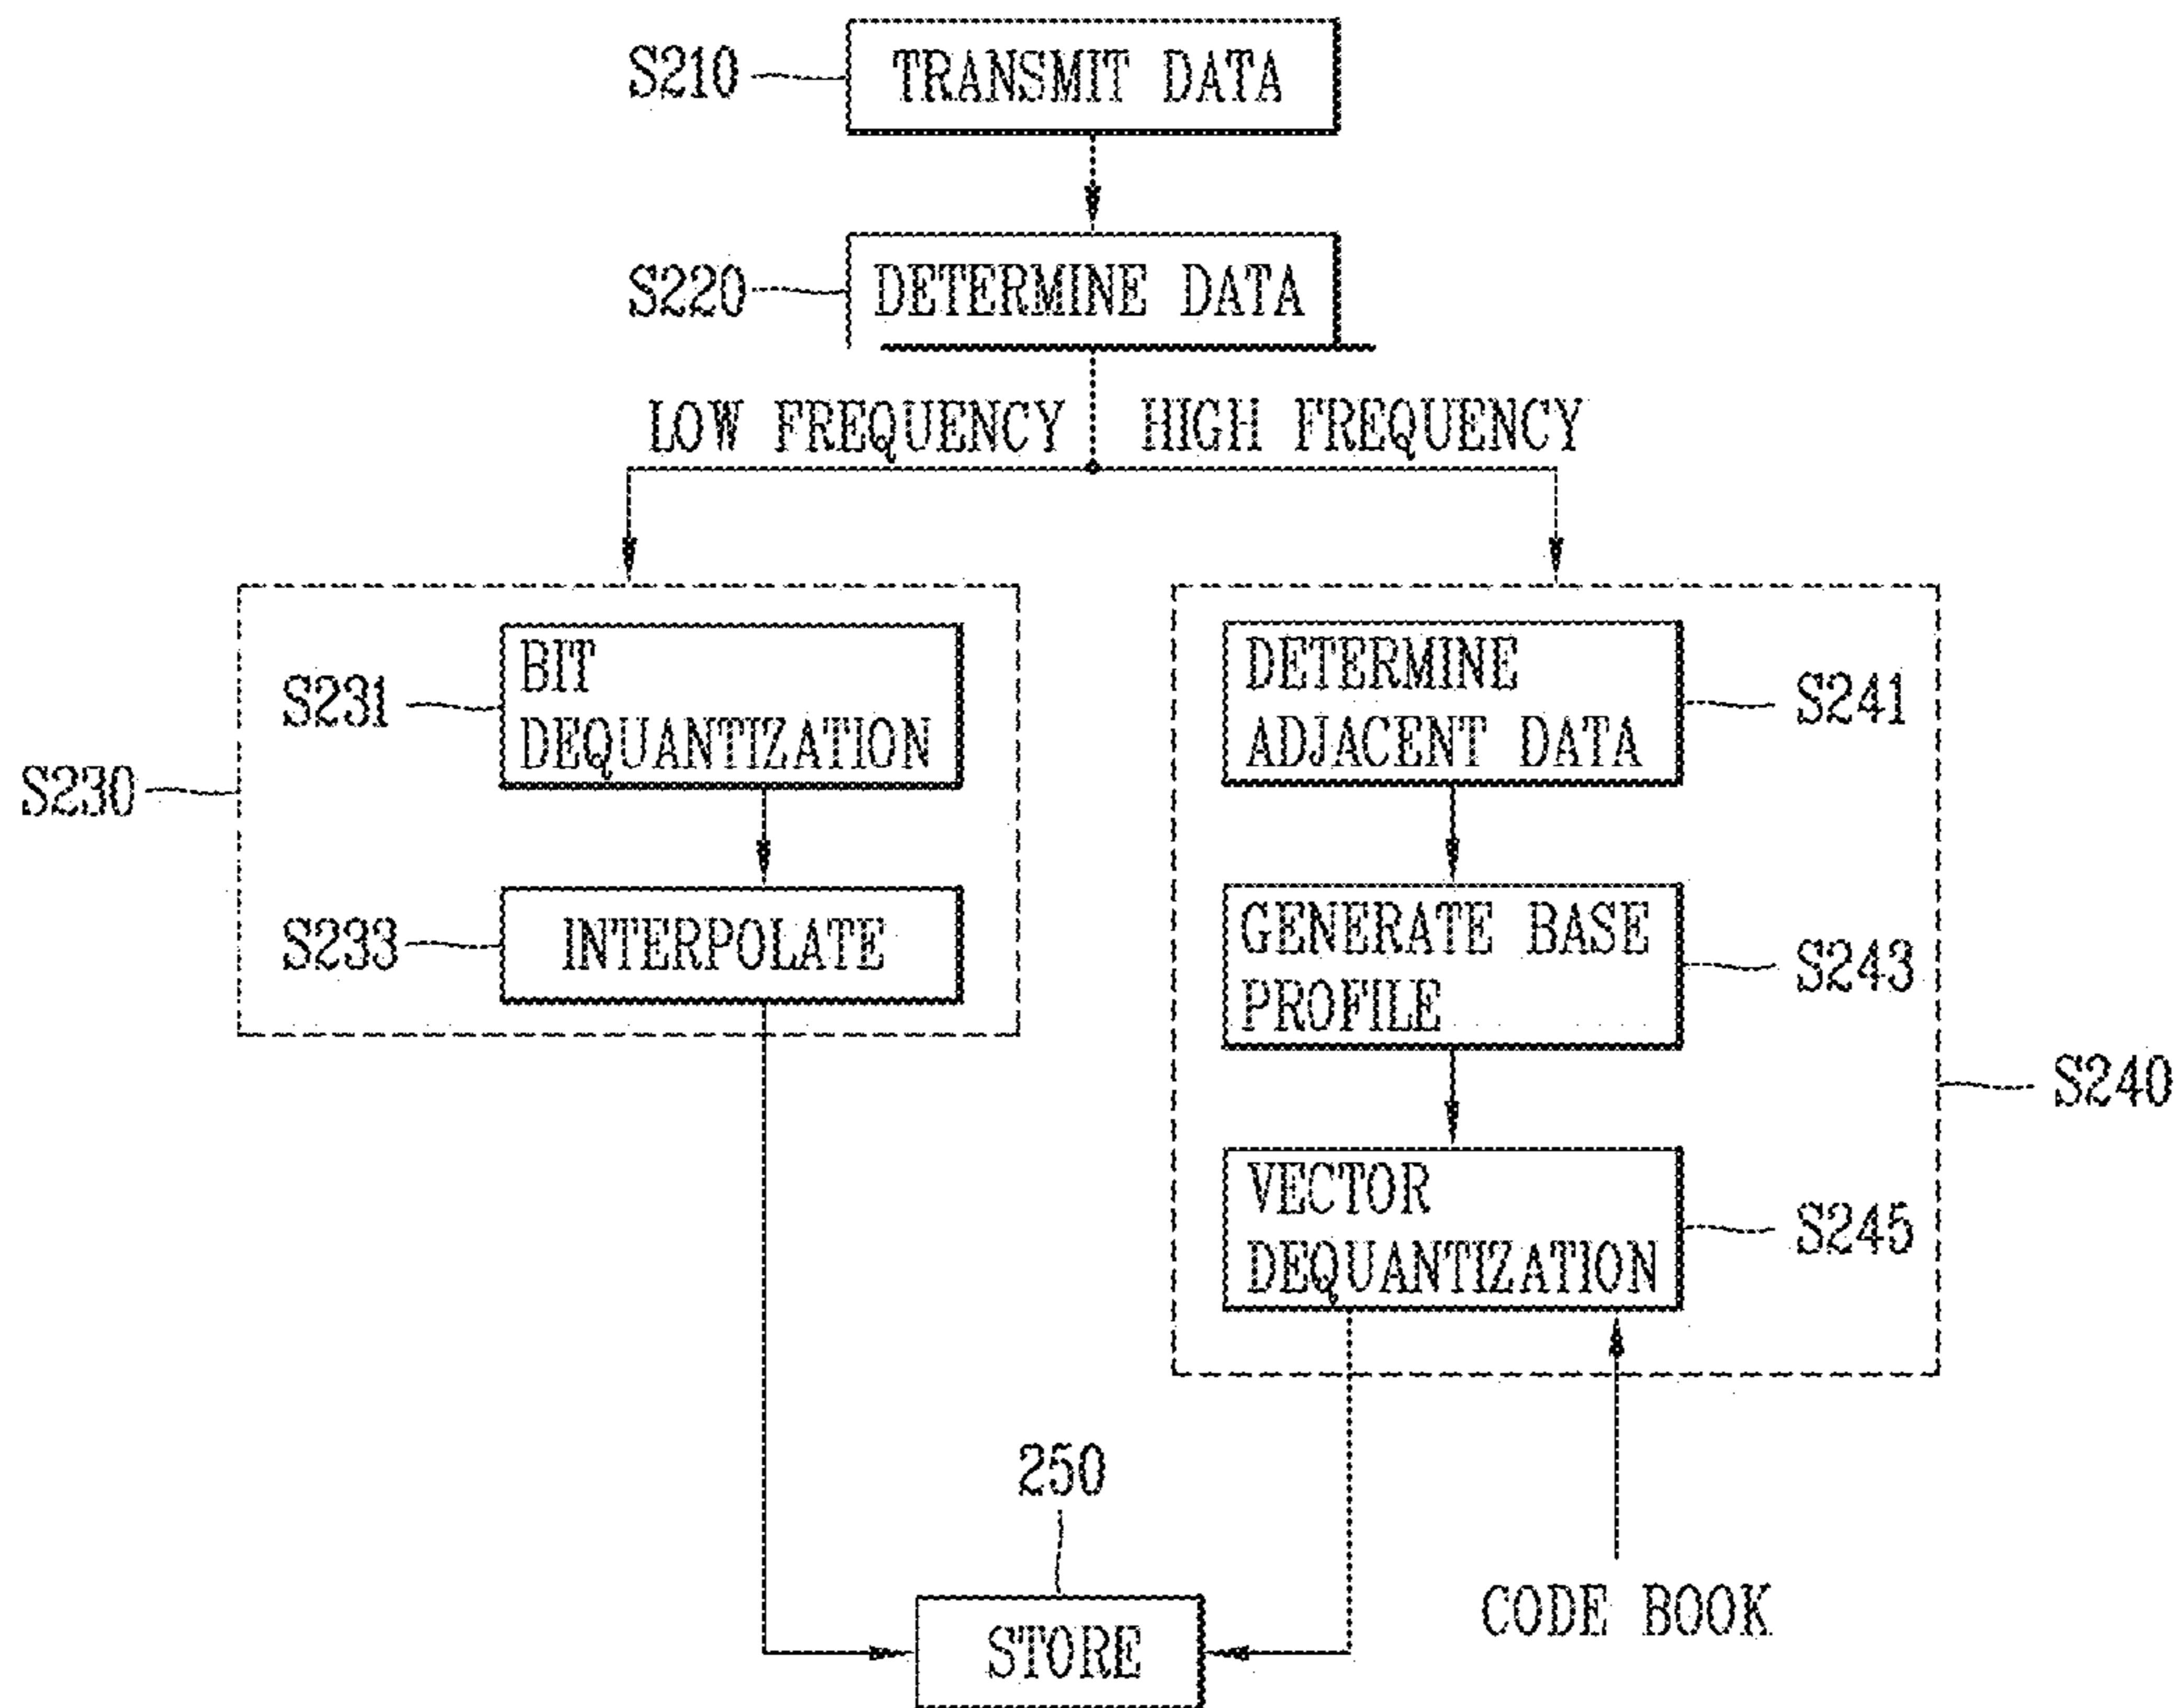 S210
TRANSMIT DATA
S220
DETERMINE DATA
LOW FREQUENCY
HIGH FREQUENCY
S230
S231
BIT
DEQUANTIZATION
S233
INTERPOLATE
DETERMINE
ADJACENT DATA
S241
GENERATE BASE
PROFILE
S243
S240
VECTOR
DEQUANTIZATION
S245
250
STORE
CODE BOOK